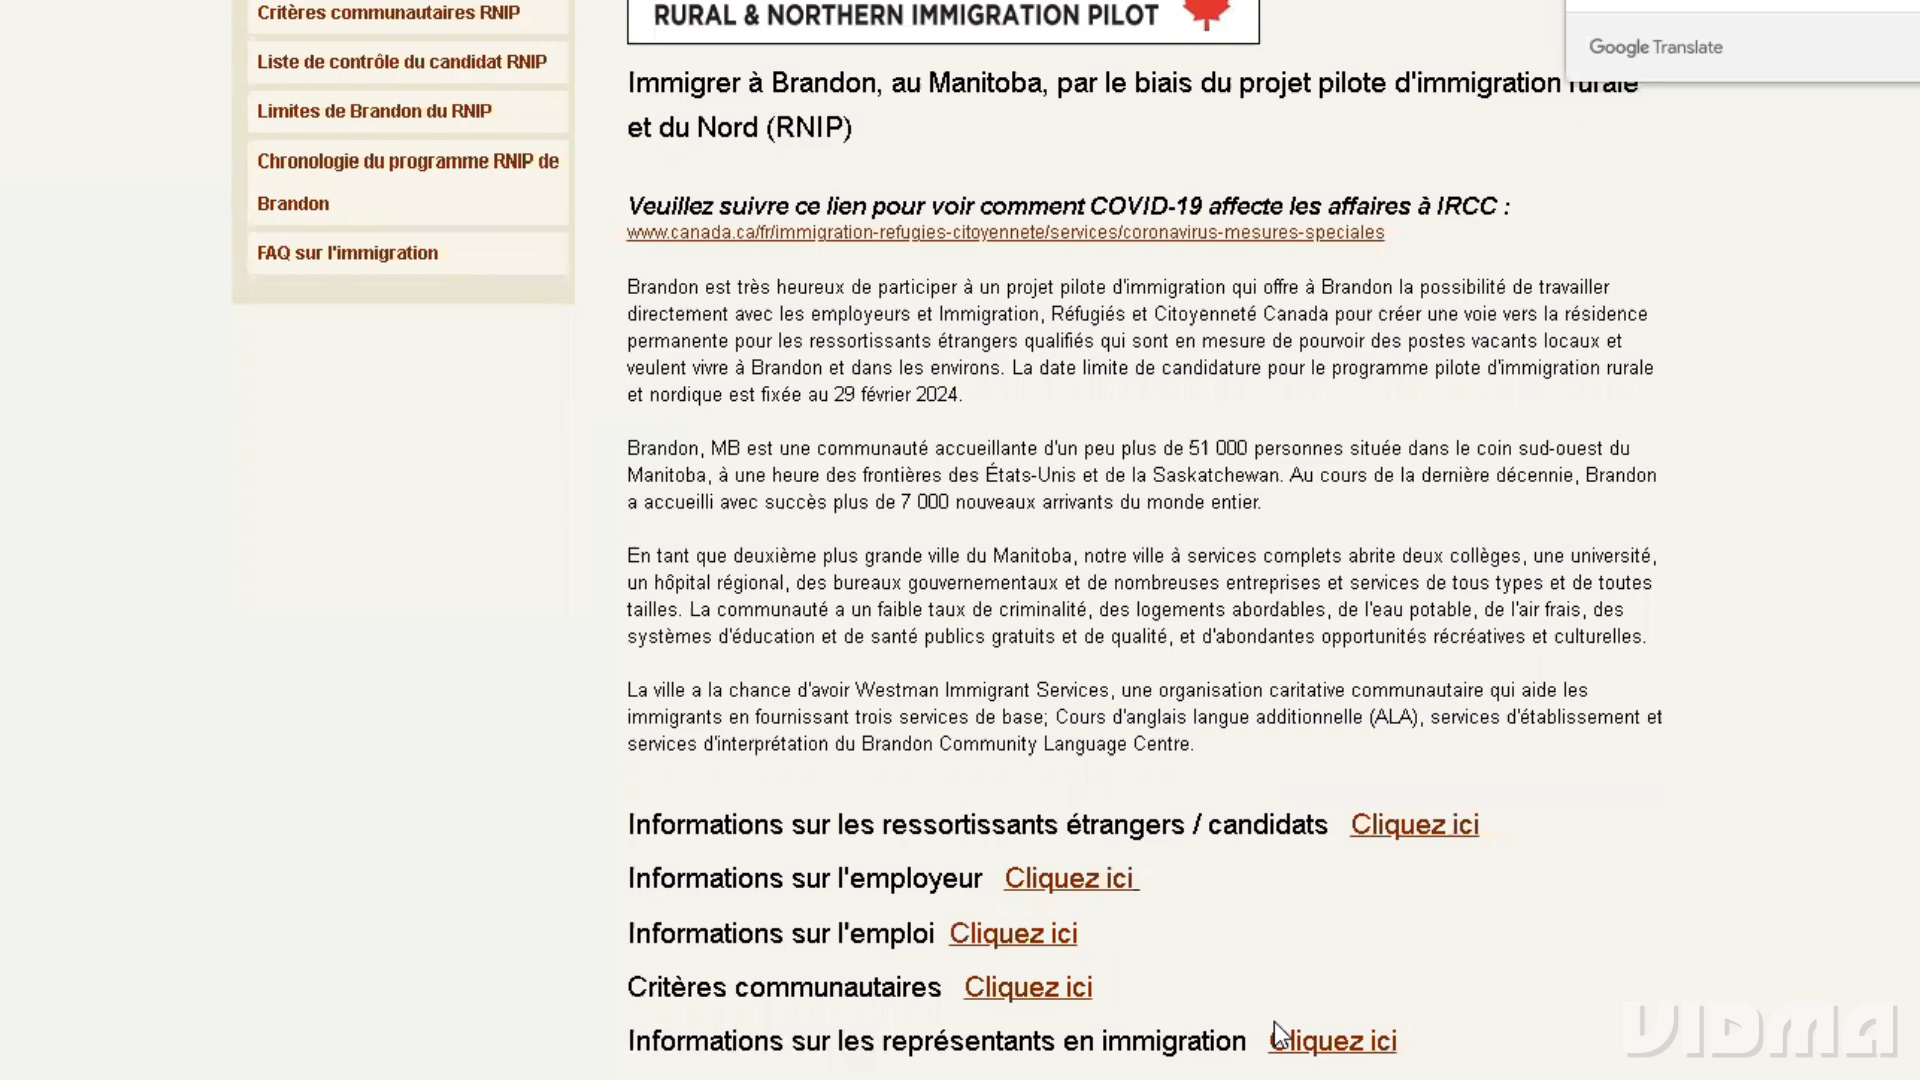 Critères communautaires RNIP
Liste de contrôle du candidat RNIP
Limites de Brandon du RNIP
Chronologie du programme RNIP de
Brandon
FAQ sur l'immigration
RURAL & NORTHERN IMMIGRATION PILOT
Google Translate
Immigrer à Brandon, au Manitoba, par le biais du projet pilote d'immigration rurale
et du Nord (RNIP)
Veuillez suivre ce lien pour voir comment COVID-19 affecte les affaires à IRCC :
www.canada.ca/fr/immigration-refugies-citoyennete/services/coronavirus-mesures-speciales
Brandon est très heureux de participer à un projet pilote d'immigration qui offre à Brandon la possibilité de travailler
directement avec les employeurs et Immigration, Réfugiés et Citoyenneté Canada pour créer une voie vers la résidence
permanente pour les ressortissants étrangers qualifiés qui sont en mesure de pourvoir des postes vacants locaux et
veulent vivre à Brandon et dans les environs. La date limite de candidature pour le programme pilote d'immigration rurale
et nordique est fixée au 29 février 2024.
Brandon, MB est une communauté accueillante d'un peu plus de 51 000 personnes située dans le coin sud-ouest du
Manitoba, à une heure des frontières des États-Unis et de la Saskatchewan. Au cours de la dernière décennie, Brandon
a accueilli avec succès plus de 7 000 nouveaux arrivants du monde entier.
En tant que deuxième plus grande ville du Manitoba, notre ville à services complets abrite deux collèges, une université,
un hôpital régional, des bureaux gouvernementaux et de nombreuses entreprises et services de tous types et de toutes
tailles. La communauté a un faible taux de criminalité, des logements abordables, de l'eau potable, de l'air frais, des
systèmes d'éducation et de santé publics gratuits et de qualité, et d'abondantes opportunités récréatives et culturelles.
La ville a la chance d'avoir Westman Immigrant Services, une organisation caritative communautaire qui aide les
immigrants en fournissant trois services de base; Cours d'anglais langue additionnelle (ALA), services d'établissement et
services d'interprétation du Brandon Community Language Centre.
Informations sur les ressortissants étrangers / candidats Cliquez ici
Informations sur l'employeur Cliquez ici
Informations sur l'emploi Cliquez ici
Critères communautaires Cliquez ici
Informations sur les représentants en immigration Cliquez ici
VIDMA